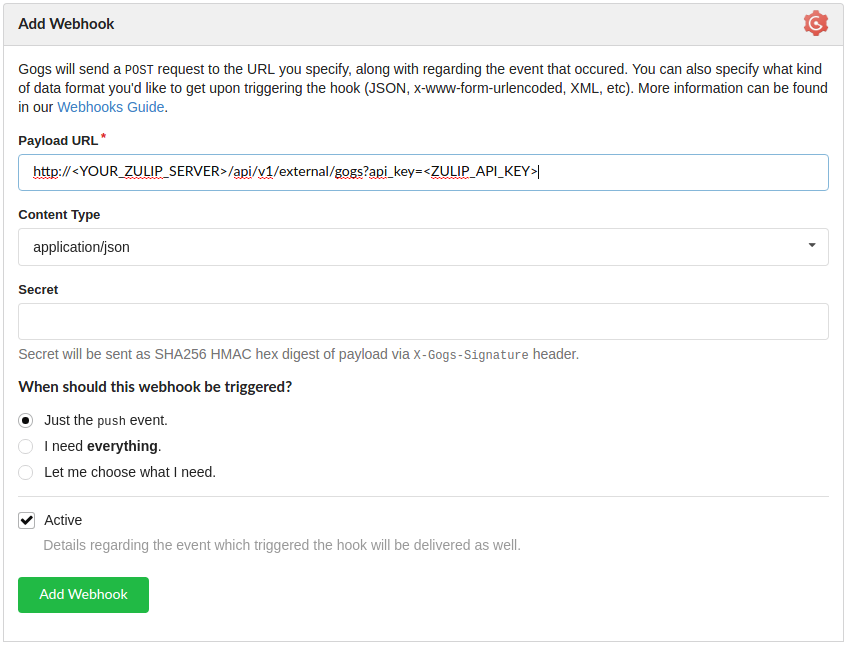 Add Webhook
Gogs will send a POST request to the URL you specify, along with regarding the event that occured. You can also specify what kind
of data format you'd like to get upon triggering the hook (JSON, x-www-form-urlencoded, XML, etc). More information can be found
in our Webhooks Guide.
Payload URL *
http://<YOUR_ZULIP_SERVER>/api/v1/external/gogs?api_key=<ZULIP_API_KEY>
Content Type
application/json
Secret
Secret will be sent as SHA256 HMAC hex digest of payload via X-Gogs-Signature header.
When should this webhook be triggered?
Just the push event.
I need everything.
Let me choose what I need.
Active
Details regarding the event which triggered the hook will be delivered as well.
Add Webhook